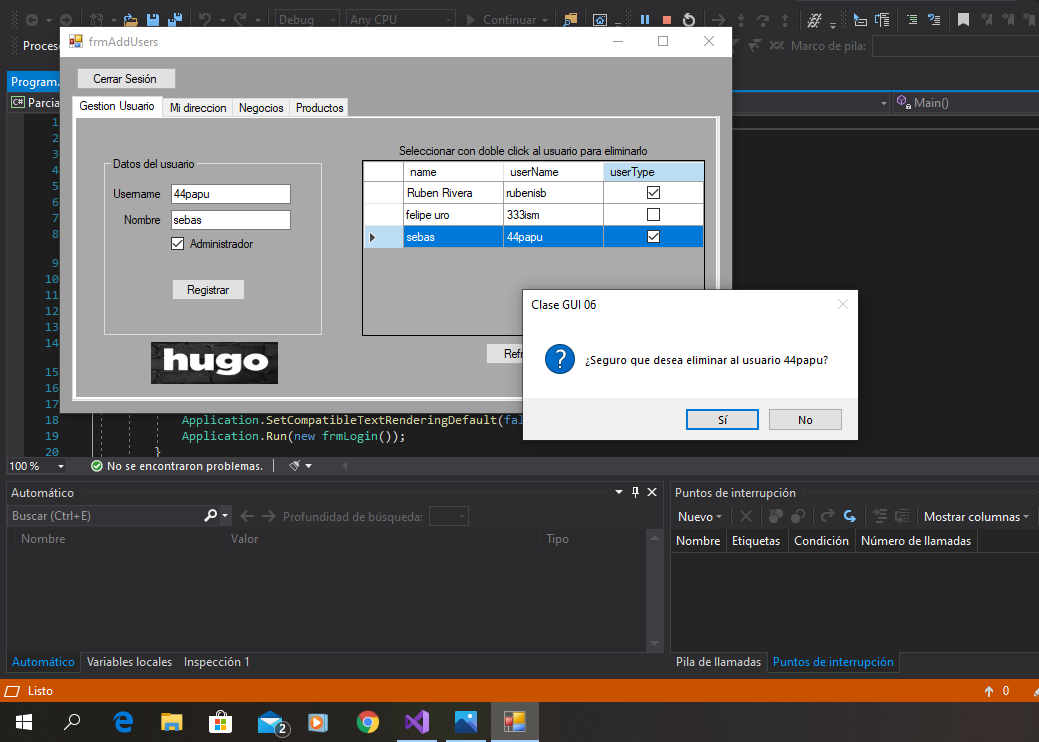 Debug
Any CPU
Continuar
Proces
Marco de pila:
frmAddUsers
Cerrar Sesión
Gestion Usuario
Mi direccion
Negocios
Productos
Program.
C# Parcia
Main()
Datos del usuario
Username 44papu
Nombre sebas
Administrador
Registrar
hugo
Seleccionar con doble click al usuario para eliminarlo
name userName userType
Ruben Rivera rubenisb
felipe uro 333ism
sebas 44papu
Refr
Clase GUI 06
¿Seguro que desea eliminar al usuario 44papu?
Sí
No
1
2
3
4
5
6
7
8
9
10
11
12
13
14
15
16
17
18 Application.SetCompatibleTextRenderingDefault(fal
19 Application.Run(new frmLogin());
20 }
100 %
No se encontraron problemas.
Automático
Buscar (Ctrl+E)
Profundidad de búsqueda:
Nombre Valor Tipo
Automático Variables locales Inspección 1
Puntos de interrupción
Nuevo
Mostrar columnas
Nombre Etiquetas Condición Número de llamadas
Pila de llamadas Puntos de interrupción
Listo
0
2